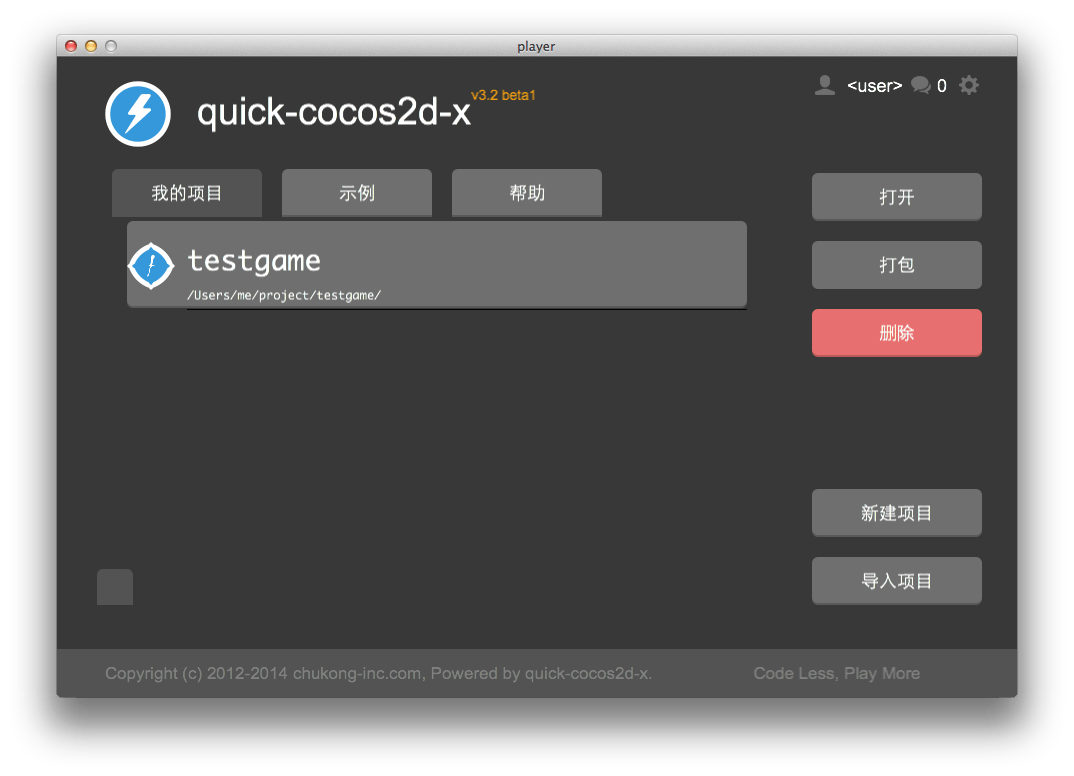 player
quick-cocos2d-x v3.2 beta1
<user> 0
我的项目 示例 帮助
testgame
/Users/me/project/testgame/
打开
打包
删除
新建项目
导入项目
Copyright (c) 2012-2014 chukong-inc.com, Powered by quick-cocos2d-x. Code Less, Play More